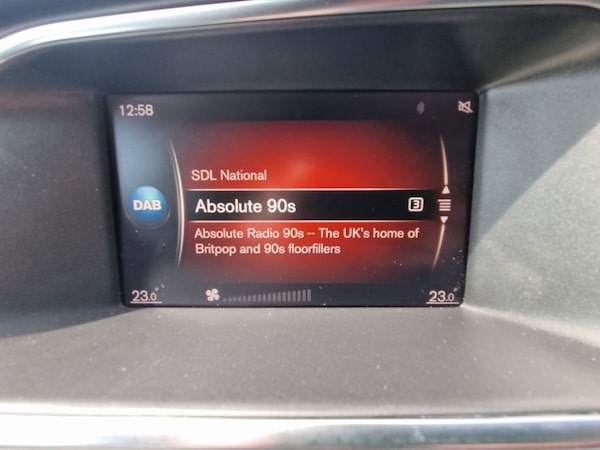 12:58
SDL National
DAB
Absolute 90s
3
Absolute Radio 90s -- The UK's home of
Britpop and 90s floorfillers
23.0
23.0